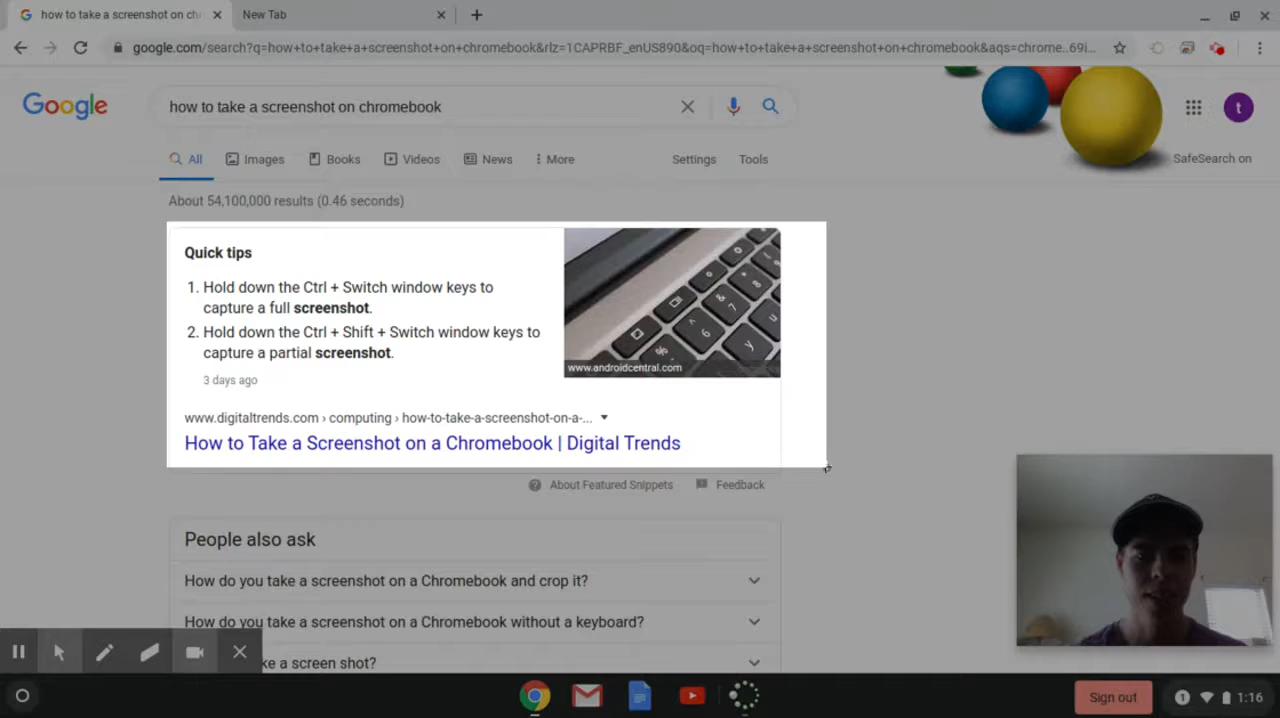 how to take a screenshot on ch
New Tab
google.com/search?q=how+to+take+a+screenshot+on+chromebook&rlz=1CAPRBF_enUS890&oq=how+to+take+a+screenshot+on+chromebook&aqs=chrome..69i...
Google
how to take a screenshot on chromebook
t
All
Images
Books
Videos
News
More
Settings
Tools
SafeSearch on
About 54,100,000 results (0.46 seconds)
Quick tips
1. Hold down the Ctrl + Switch window keys to
capture a full screenshot.
2. Hold down the Ctrl + Shift + Switch window keys to
capture a partial screenshot.
3 days ago
www.androidcentral.com
www.digitaltrends.com › computing › how-to-take-a-screenshot-on-a-...
How to Take a Screenshot on a Chromebook | Digital Trends
About Featured Snippets
Feedback
People also ask
How do you take a screenshot on a Chromebook and crop it?
How do you take a screenshot on a Chromebook without a keyboard?
ke a screen shot?
Sign out
1
1:16